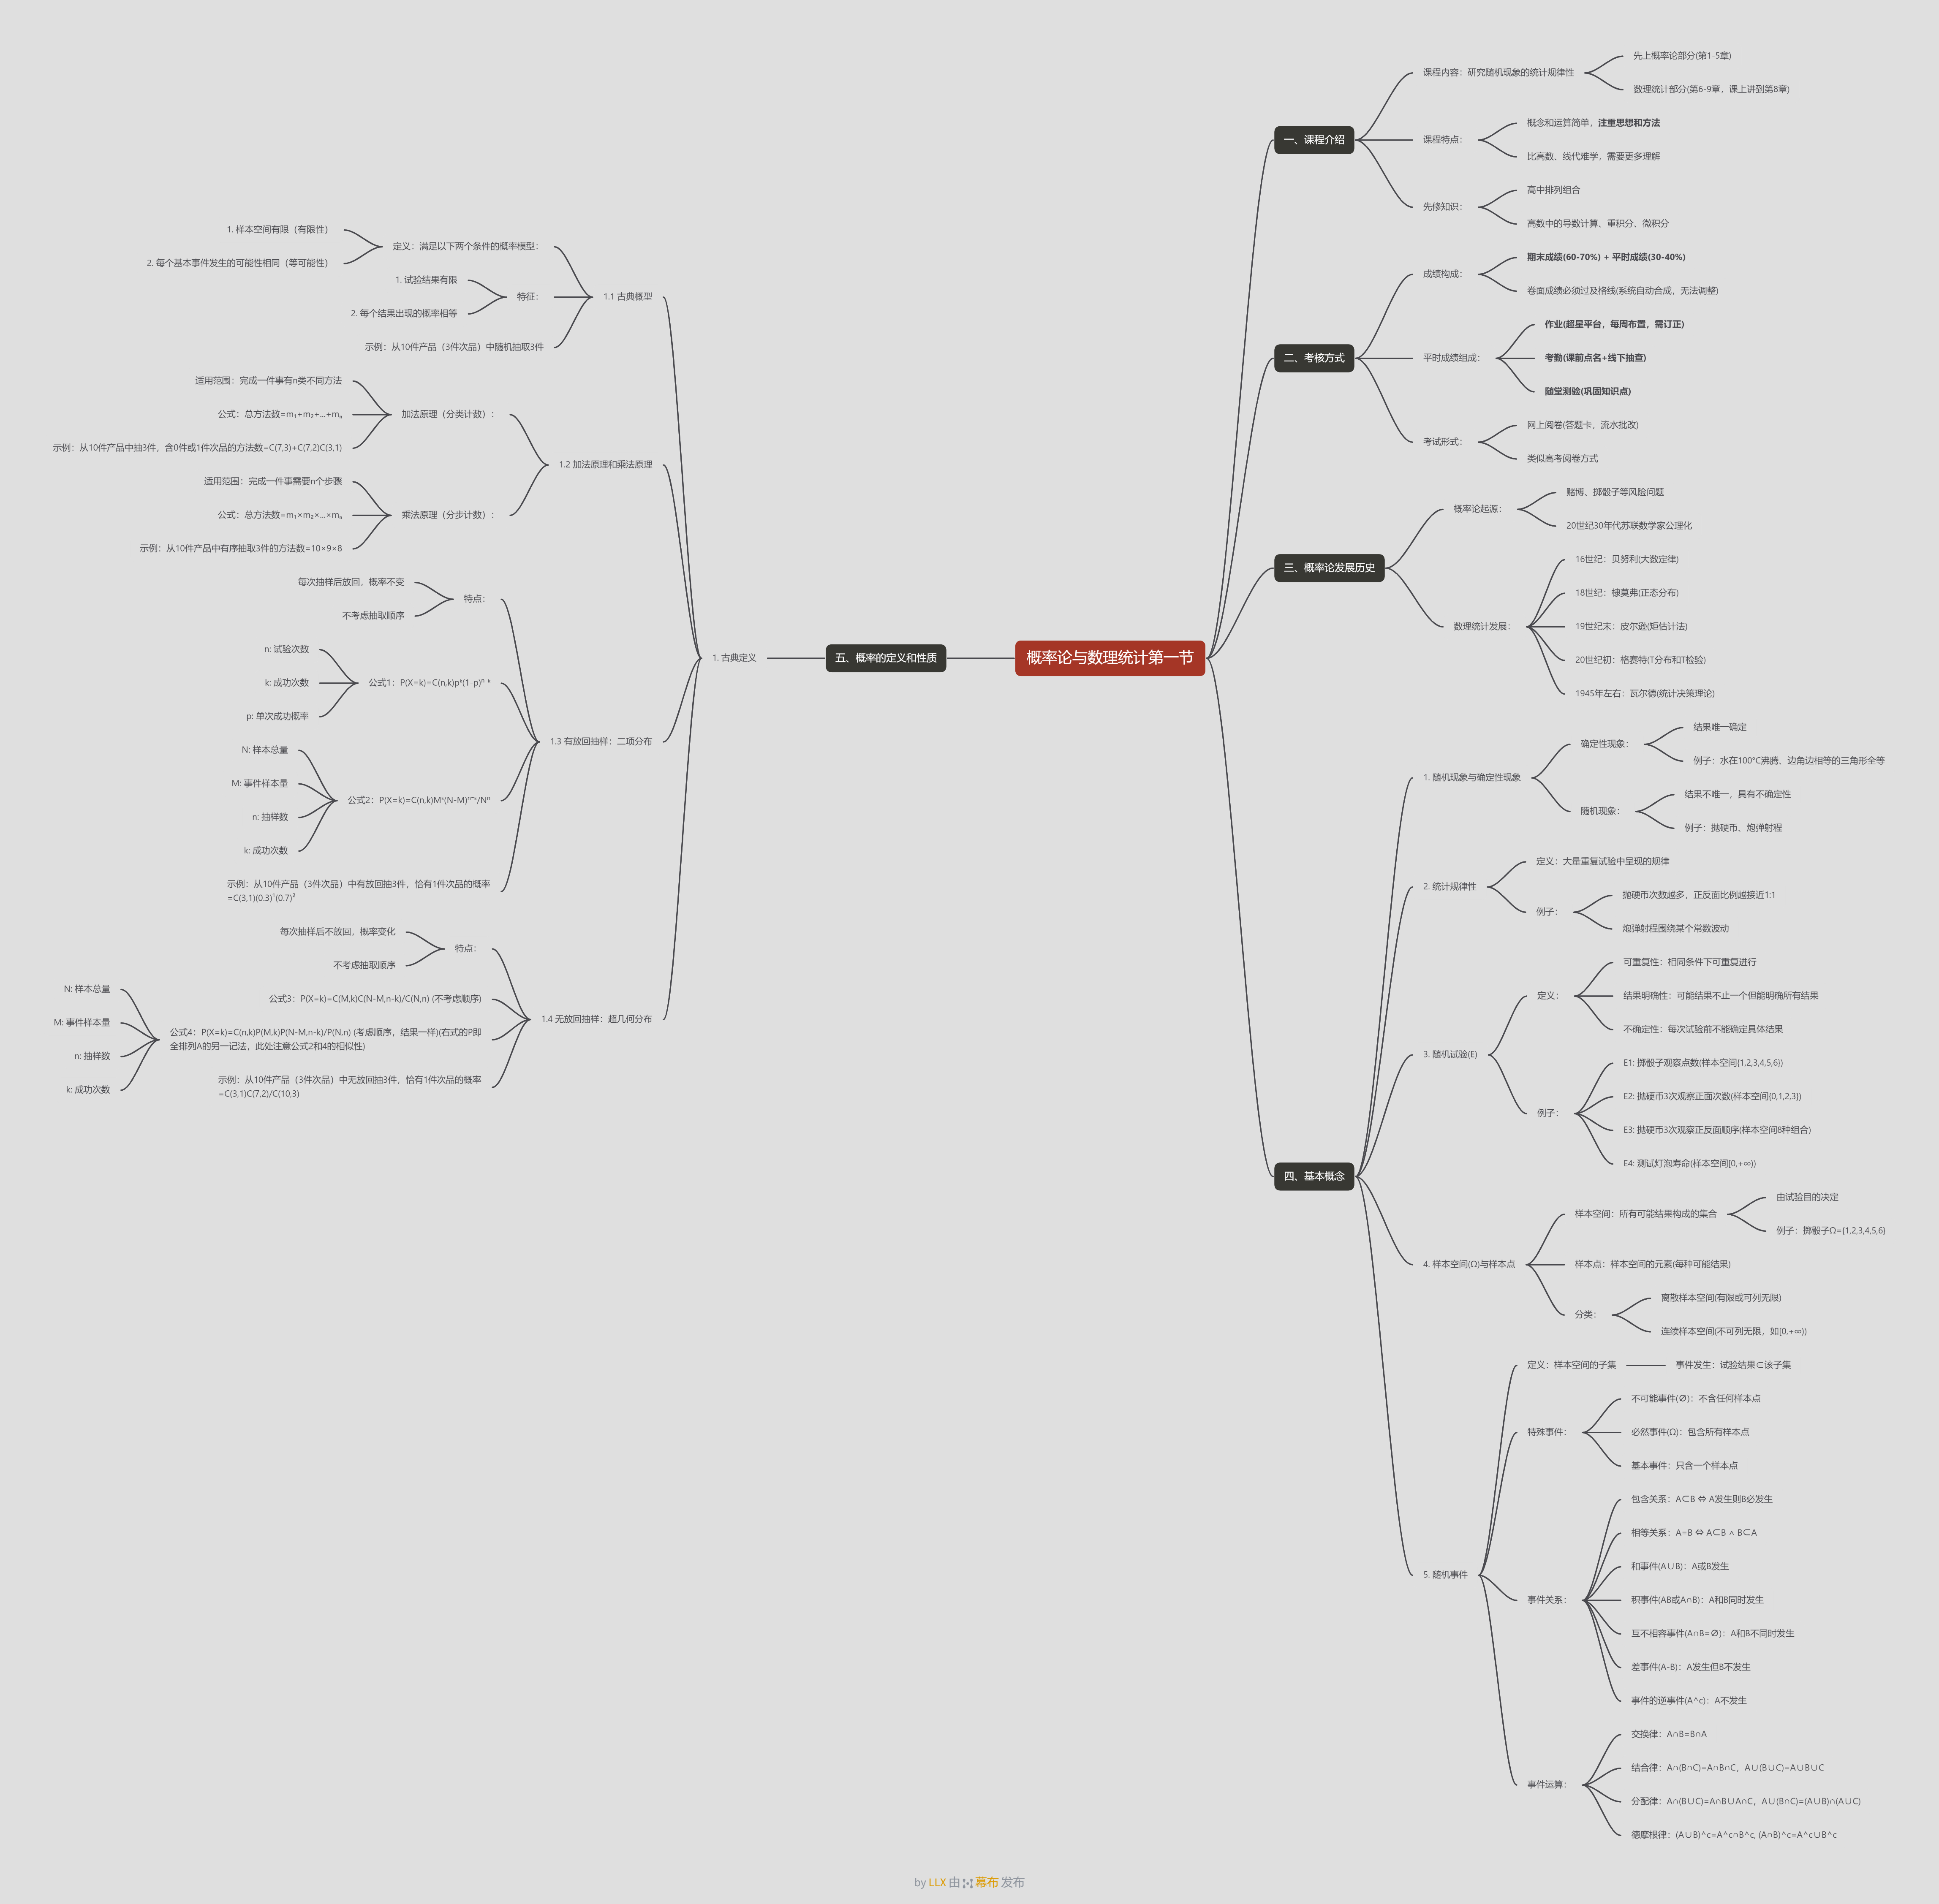 概率论与数理统计第一节
一、课程介绍
课程内容：研究随机现象的统计规律性
先上概率论部分(第1-5章)
数理统计部分(第6-9章，课上讲到第8章)
课程特点：
概念和运算简单，注重思想和方法
比高数、线代难学，需要更多理解
先修知识：
高中排列组合
高数中的导数计算、重积分、微积分
二、考核方式
成绩构成：
期末成绩(60-70%) + 平时成绩(30-40%)
卷面成绩必须过及格线(系统自动合成，无法调整)
平时成绩组成：
作业(超星平台，每周布置，需订正)
考勤(课前点名+线下抽查)
随堂测验(巩固知识点)
考试形式：
网上阅卷(答题卡，流水批改)
类似高考阅卷方式
三、概率论发展历史
概率论起源：
赌博、掷骰子等风险问题
20世纪30年代苏联数学家公理化
数理统计发展：
16世纪：贝努利(大数定律)
18世纪：棣莫弗(正态分布)
19世纪末：皮尔逊(矩估计法)
20世纪初：格赛特(T分布和T检验)
1945年左右：瓦尔德(统计决策理论)
四、基本概念
1. 随机现象与确定性现象
确定性现象：
结果唯一确定
例子：水在100°C沸腾、边角边相等的三角形全等
随机现象：
结果不唯一，具有不确定性
例子：抛硬币、炮弹射程
2. 统计规律性
定义：大量重复试验中呈现的规律
例子：
抛硬币次数越多，正反面比例越接近1:1
炮弹射程围绕某个常数波动
3. 随机试验(E)
定义：
可重复性：相同条件下可重复进行
结果明确性：可能结果不止一个但能明确所有结果
不确定性：每次试验前不能确定具体结果
例子：
E1: 掷骰子观察点数(样本空间{1,2,3,4,5,6})
E2: 抛硬币3次观察正面次数(样本空间{0,1,2,3})
E3: 抛硬币3次观察正反面顺序(样本空间8种组合)
E4: 测试灯泡寿命(样本空间[0,+∞))
4. 样本空间(Ω)与样本点
样本空间：所有可能结果构成的集合
由试验目的决定
例子：掷骰子Ω={1,2,3,4,5,6}
样本点：样本空间的元素(每种可能结果)
分类：
离散样本空间(有限或可列无限)
连续样本空间(不可列无限，如[0,+∞))
5. 随机事件
定义：样本空间的子集
事件发生：试验结果∈该子集
特殊事件：
不可能事件(∅)：不含任何样本点
必然事件(Ω)：包含所有样本点
基本事件：只含一个样本点
事件关系：
包含关系：A⊂B ⇔ A发生则B必发生
相等关系：A=B ⇔ A⊂B ∧ B⊂A
和事件(A∪B)：A或B发生
积事件(AB或A∩B)：A和B同时发生
互不相容事件(A∩B=∅)：A和B不同时发生
差事件(A-B)：A发生但B不发生
事件的逆事件(A^c)：A不发生
事件运算：
交换律：A∩B=B∩A
结合律：A∩(B∩C)=A∩B∩C，A∪(B∪C)=A∪B∪C
分配律：A∩(B∪C)=A∩B∪A∩C，A∪(B∩C)=(A∪B)∩(A∪C)
德摩根律：(A∪B)^c=A^c∩B^c, (A∩B)^c=A^c∪B^c
五、概率的定义和性质
1. 古典定义
1.1 古典概型
定义：满足以下两个条件的概率模型：
1. 样本空间有限（有限性）
2. 每个基本事件发生的可能性相同（等可能性）
特征：
1. 试验结果有限
2. 每个结果出现的概率相等
示例：从10件产品（3件次品）中随机抽取3件
1.2 加法原理和乘法原理
加法原理（分类计数）：
适用范围：完成一件事有n类不同方法
公式：总方法数=m₁+m₂+...+mₙ
示例：从10件产品中抽3件，含0件或1件次品的方法数=C(7,3)+C(7,2)C(3,1)
乘法原理（分步计数）：
适用范围：完成一件事需要n个步骤
公式：总方法数=m₁×m₂×...×mₙ
示例：从10件产品中有序抽取3件的方法数=10×9×8
1.3 有放回抽样：二项分布
特点：
每次抽样后放回，概率不变
不考虑抽取顺序
公式1：P(X=k)=C(n,k)pᵏ(1-p)ⁿ⁻ᵏ
n: 试验次数
k: 成功次数
p: 单次成功概率
公式2：P(X=k)=C(n,k)Mᵏ(N-M)ⁿ⁻ᵏ/Nⁿ
N: 样本总量
M: 事件样本量
n: 抽样数
k: 成功次数
示例：从10件产品（3件次品）中有放回抽3件，恰有1件次品的概率
=C(3,1)(0.3)¹(0.7)²
1.4 无放回抽样：超几何分布
特点：
每次抽样后不放回，概率变化
不考虑抽取顺序
公式3：P(X=k)=C(M,k)C(N-M,n-k)/C(N,n) (不考虑顺序)
公式4：P(X=k)=C(n,k)P(M,k)P(N-M,n-k)/P(N,n) (考虑顺序，结果一样)(右式的P即
全排列A的另一记法，此处注意公式2和4的相似性)
N: 样本总量
M: 事件样本量
n: 抽样数
k: 成功次数
示例：从10件产品（3件次品）中无放回抽3件，恰有1件次品的概率
=C(3,1)C(7,2)/C(10,3)
by LLX 由 幕布 发布